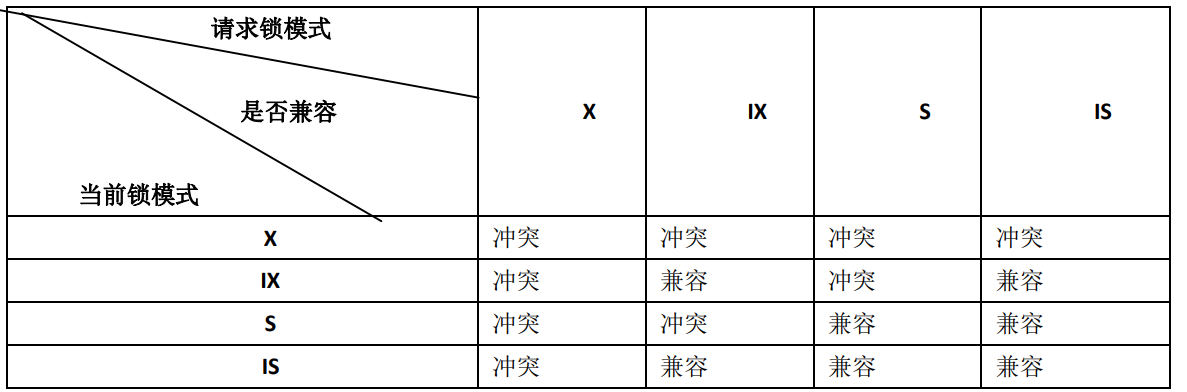 请求锁模式
是否兼容
当前锁模式
X IX S IS
X 冲突 冲突 冲突 冲突
IX 冲突 兼容 冲突 兼容
S 冲突 冲突 兼容 兼容
IS 冲突 兼容 兼容 兼容